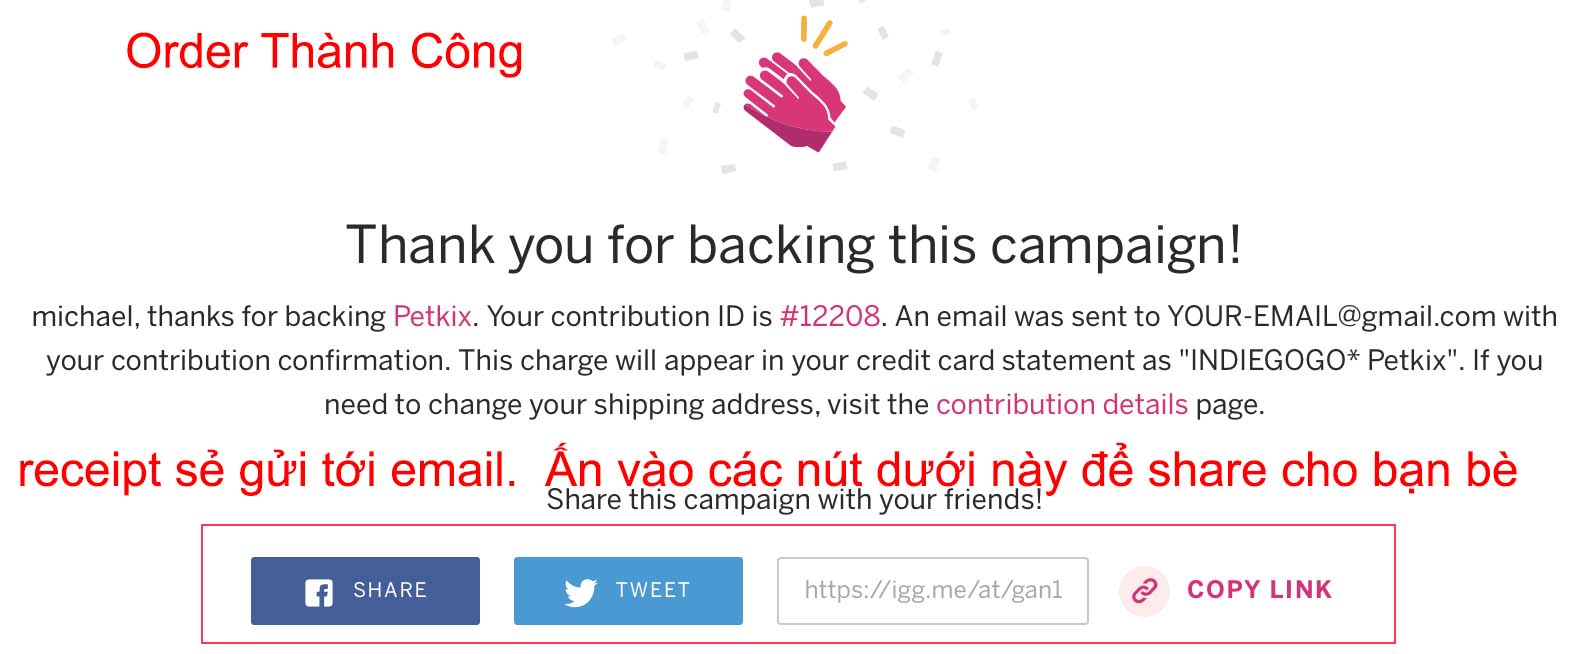 Order Thành Công
Thank you for backing this campaign!
michael, thanks for backing Petkix. Your contribution ID is #12208. An email was sent to YOUR-EMAIL@gmail.com with
your contribution confirmation. This charge will appear in your credit card statement as "INDIEGOGO* Petkix". If you
need to change your shipping address, visit the contribution details page.
receipt sẻ gửi tới email.  Ấn vào các nút dưới này để share cho bạn bè
Share this campaign with your friends!
SHARE TWEET https://igg.me/at/gan1 COPY LINK